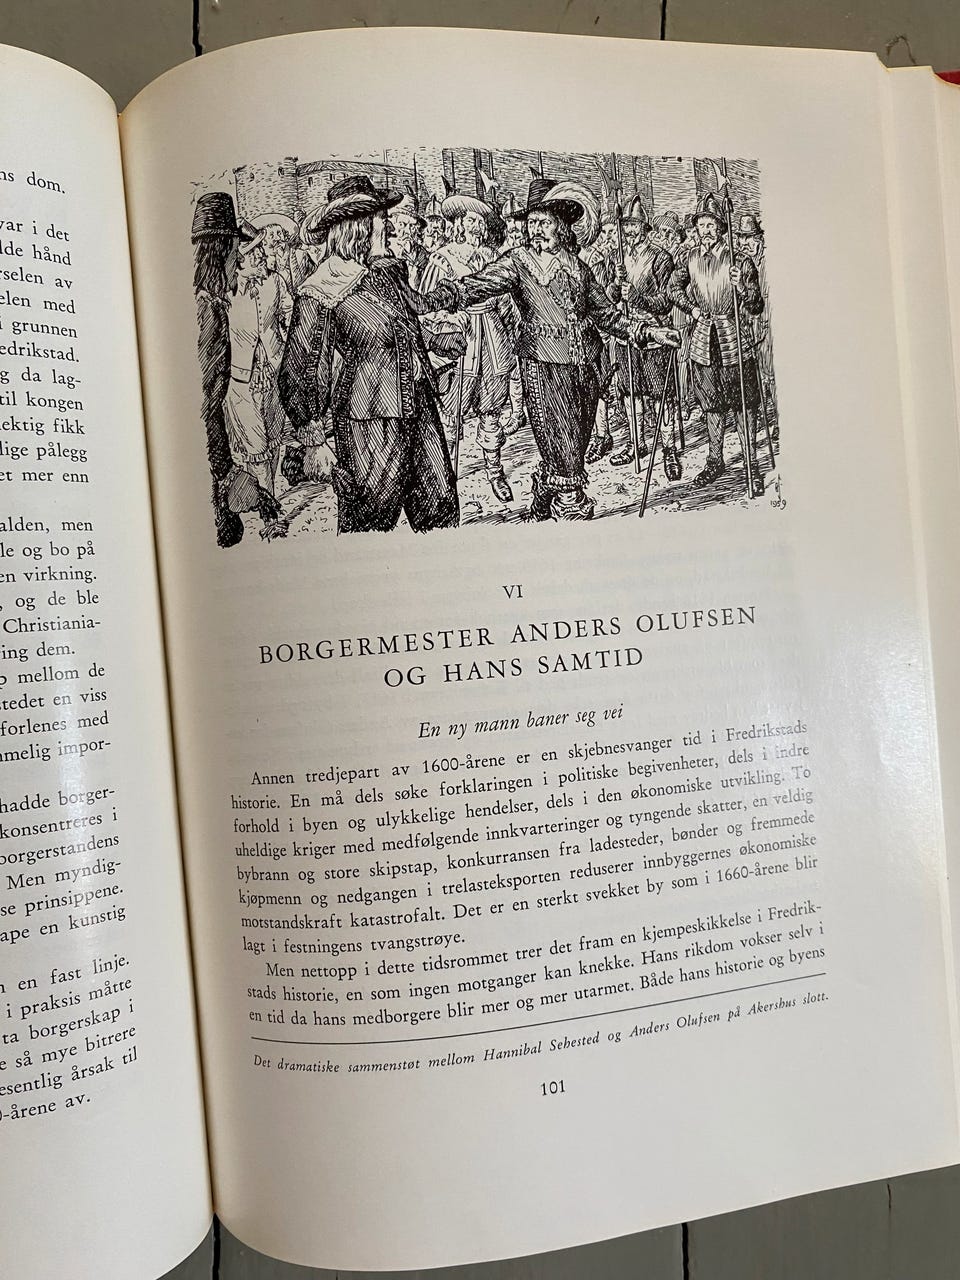 ns dom.
var i det
lde hånd
rselen av
elen med
i grunnen
edrikstad.
g da lag-
til kongen
ektig fikk
lige pålegg
et mer enn
alden, men
le og bo på
en virkning.
, og de ble
Christiania-
ring dem.
p mellom de
stedet en viss
forlenes med
nmelig impor-
hadde borger-
konsentreres i
borgerstandens
Men myndig-
se prinsippene.
ape en kunstig
n en fast linje.
i praksis måtte
ta borgerskap i
e så mye bitrere
esentlig årsak til
0-årene av.
1959
VI
BORGERMESTER ANDERS OLUFSEN
OG HANS SAMTID
En ny mann baner seg vei
Annen tredjepart av 1600-årene er en skjebnesvanger tid i Fredrikstads
historie. En må dels søke forklaringen i politiske begivenheter, dels i indre
forhold i byen og ulykkelige hendelser, dels i den økonomiske utvikling. To
uheldige kriger med medfølgende innkvarteringer og tyngende skatter, en veldig
bybrann og store skipstap, konkurransen fra ladesteder, bønder og fremmede
kjøpmenn og nedgangen i trelasteksporten reduserer innbyggernes økonomiske
motstandskraft katastrofalt. Det er en sterkt svekket by som i 1660-årene blir
lagt i festningens tvangstrøye.
Men nettopp i dette tidsrommet trer det fram en kjempeskikkelse i Fredrik-
stads historie, en som ingen motganger kan knekke. Hans rikdom vokser selv i
en tid da hans medborgere blir mer og mer utarmet. Både hans historie og byens
Det dramatiske sammenstøt mellom Hannibal Sehested og Anders Olufsen på Akershus slott.
101